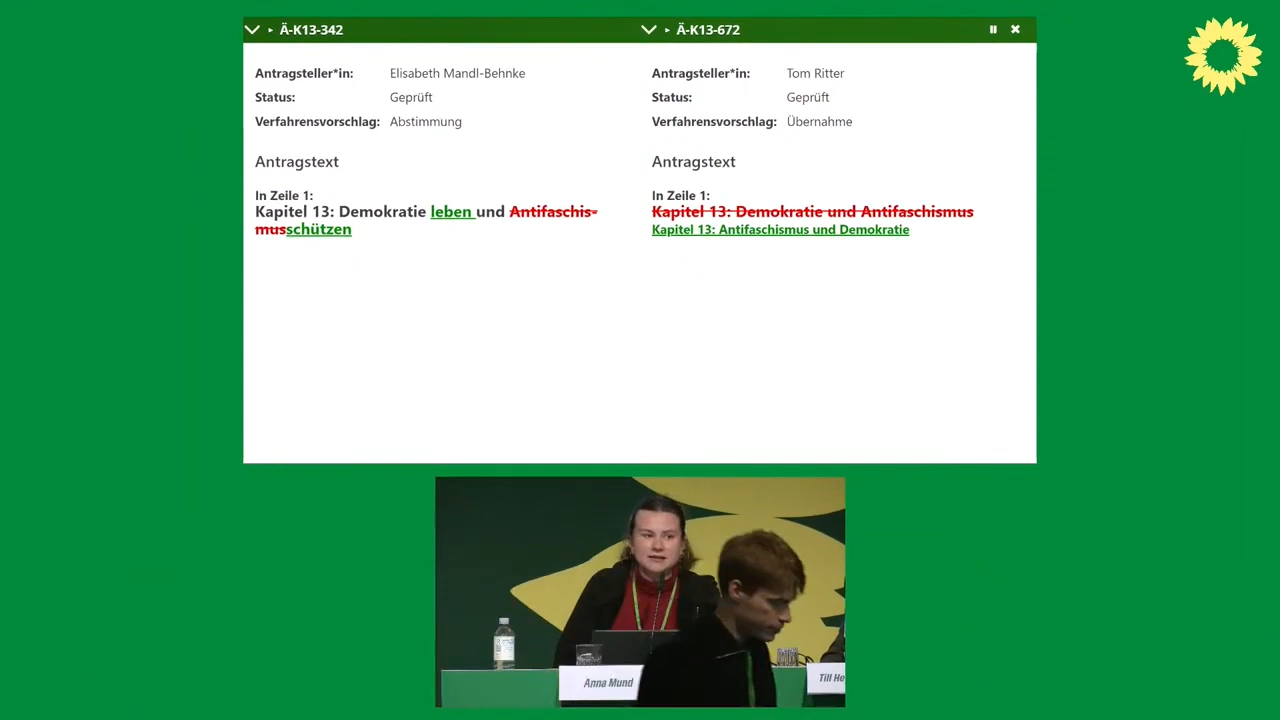 Ä-K13-342
Antragsteller*in: Elisabeth Mandl-Behnke
Status: Geprüft
Verfahrensvorschlag: Abstimmung
Antragstext
In Zeile 1:
Kapitel 13: Demokratie leben und Antifaschis-
musschützen
Ä-K13-672
Antragsteller*in: Tom Ritter
Status: Geprüft
Verfahrensvorschlag: Übernahme
Antragstext
In Zeile 1:
Kapitel 13: Demokratie und Antifaschismus
Kapitel 13: Antifaschismus und Demokratie
Anna Mund
Till He